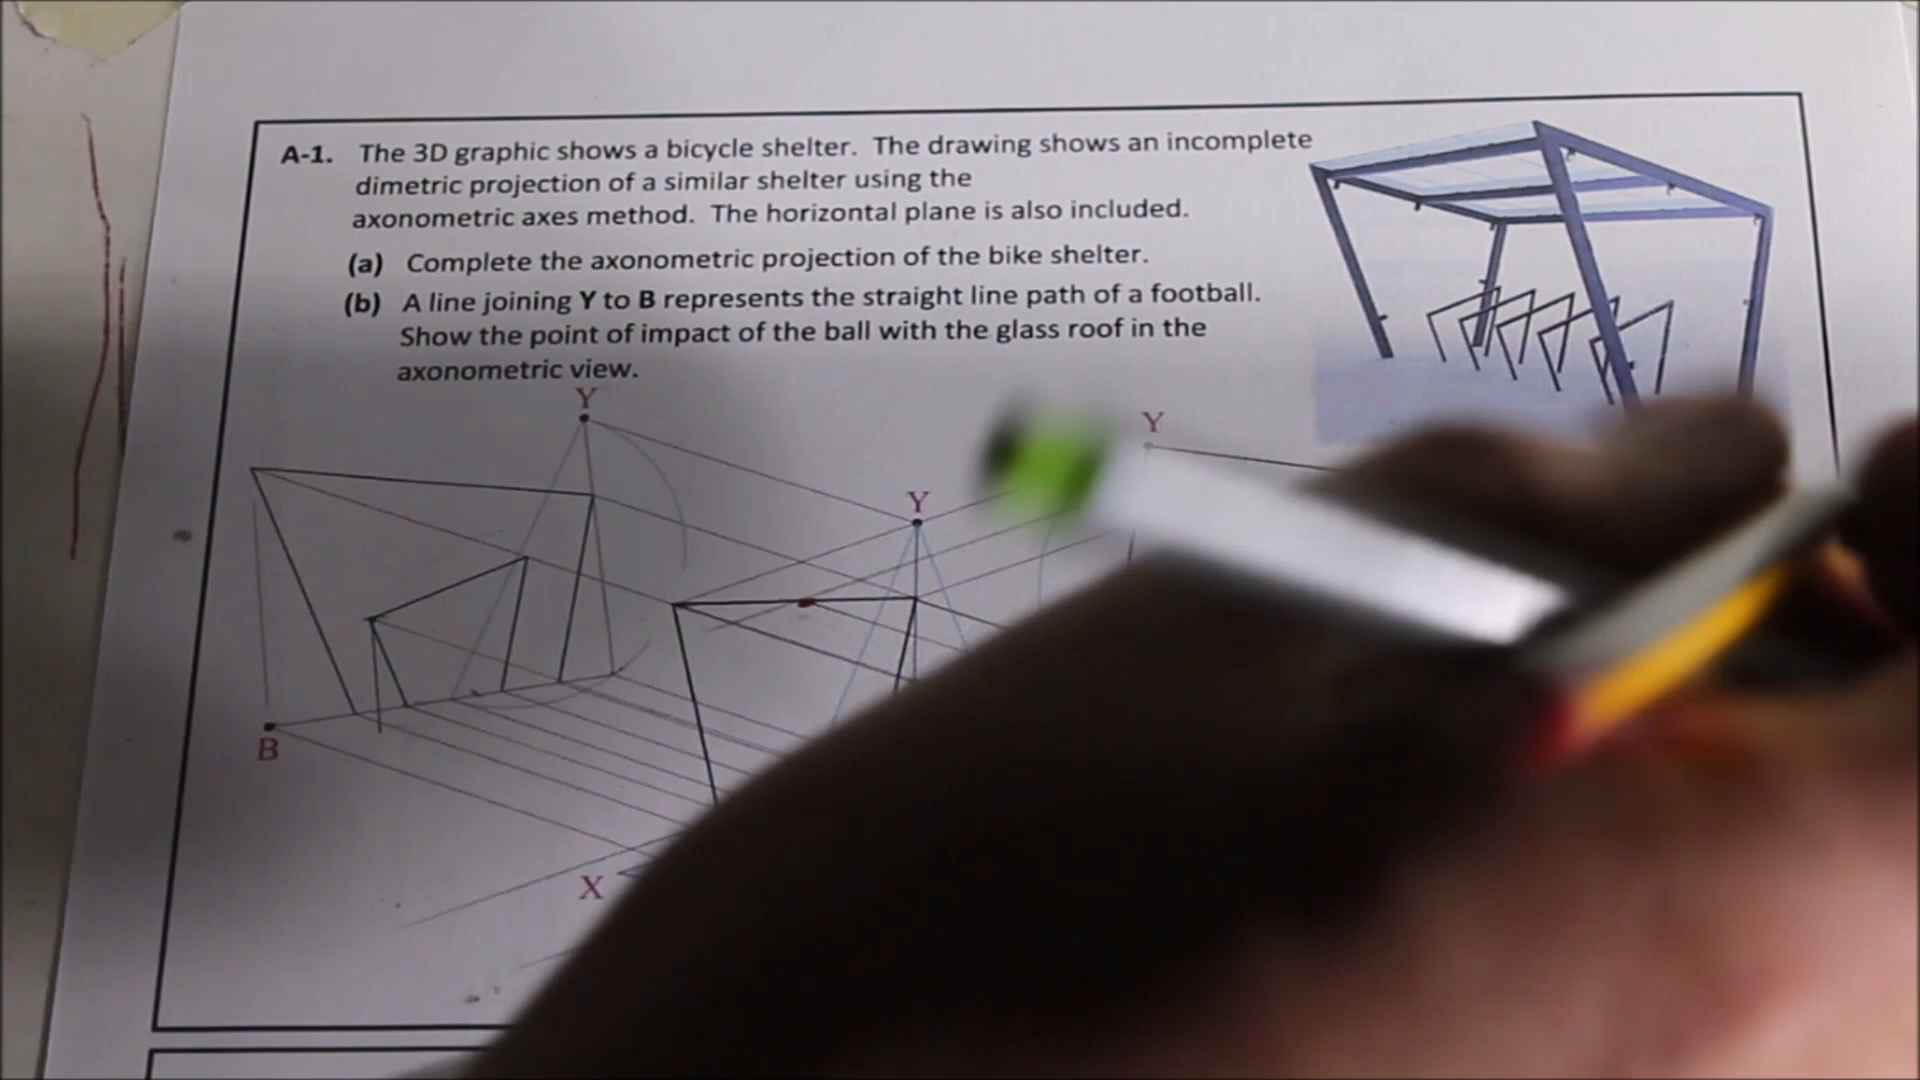 A-1. The 3D graphic shows a bicycle shelter. The drawing shows an incomplete
dimetric projection of a similar shelter using the
axonometric axes method. The horizontal plane is also included.
(a) Complete the axonometric projection of the bike shelter.
(b) A line joining Y to B represents the straight line path of a football.
Show the point of impact of the ball with the glass roof in the
axonometric view.
Y
Y
Y
B
X